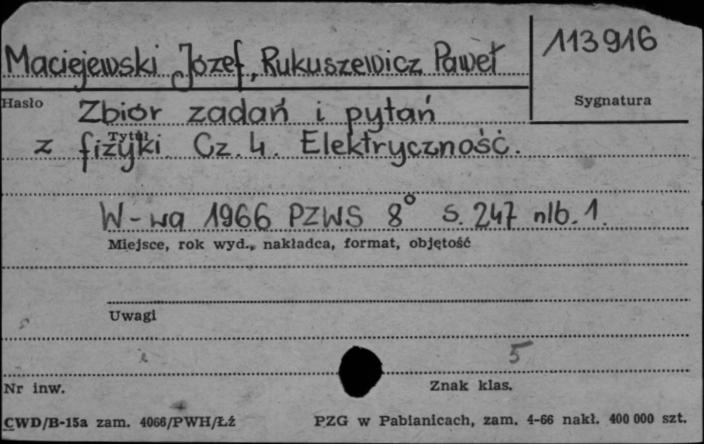 Maciejewski Józef, Rukuszewicz Paweł
113916
Hasło
Sygnatura
Zbiór zadań i pytań
Tytuł
z fizyki. Cz. 4. Elektryczność.
W-wa 1966 PZWS 8° s. 247 nlb. 1.
Miejsce, rok wyd., nakładca, format, objętość
Uwagi
5
Nr inw.
Znak klas.
CWD/B-15a zam. 4066/PWH/Łź
PZG w Pabianicach, zam. 4-66 nakł. 400 000 szt.